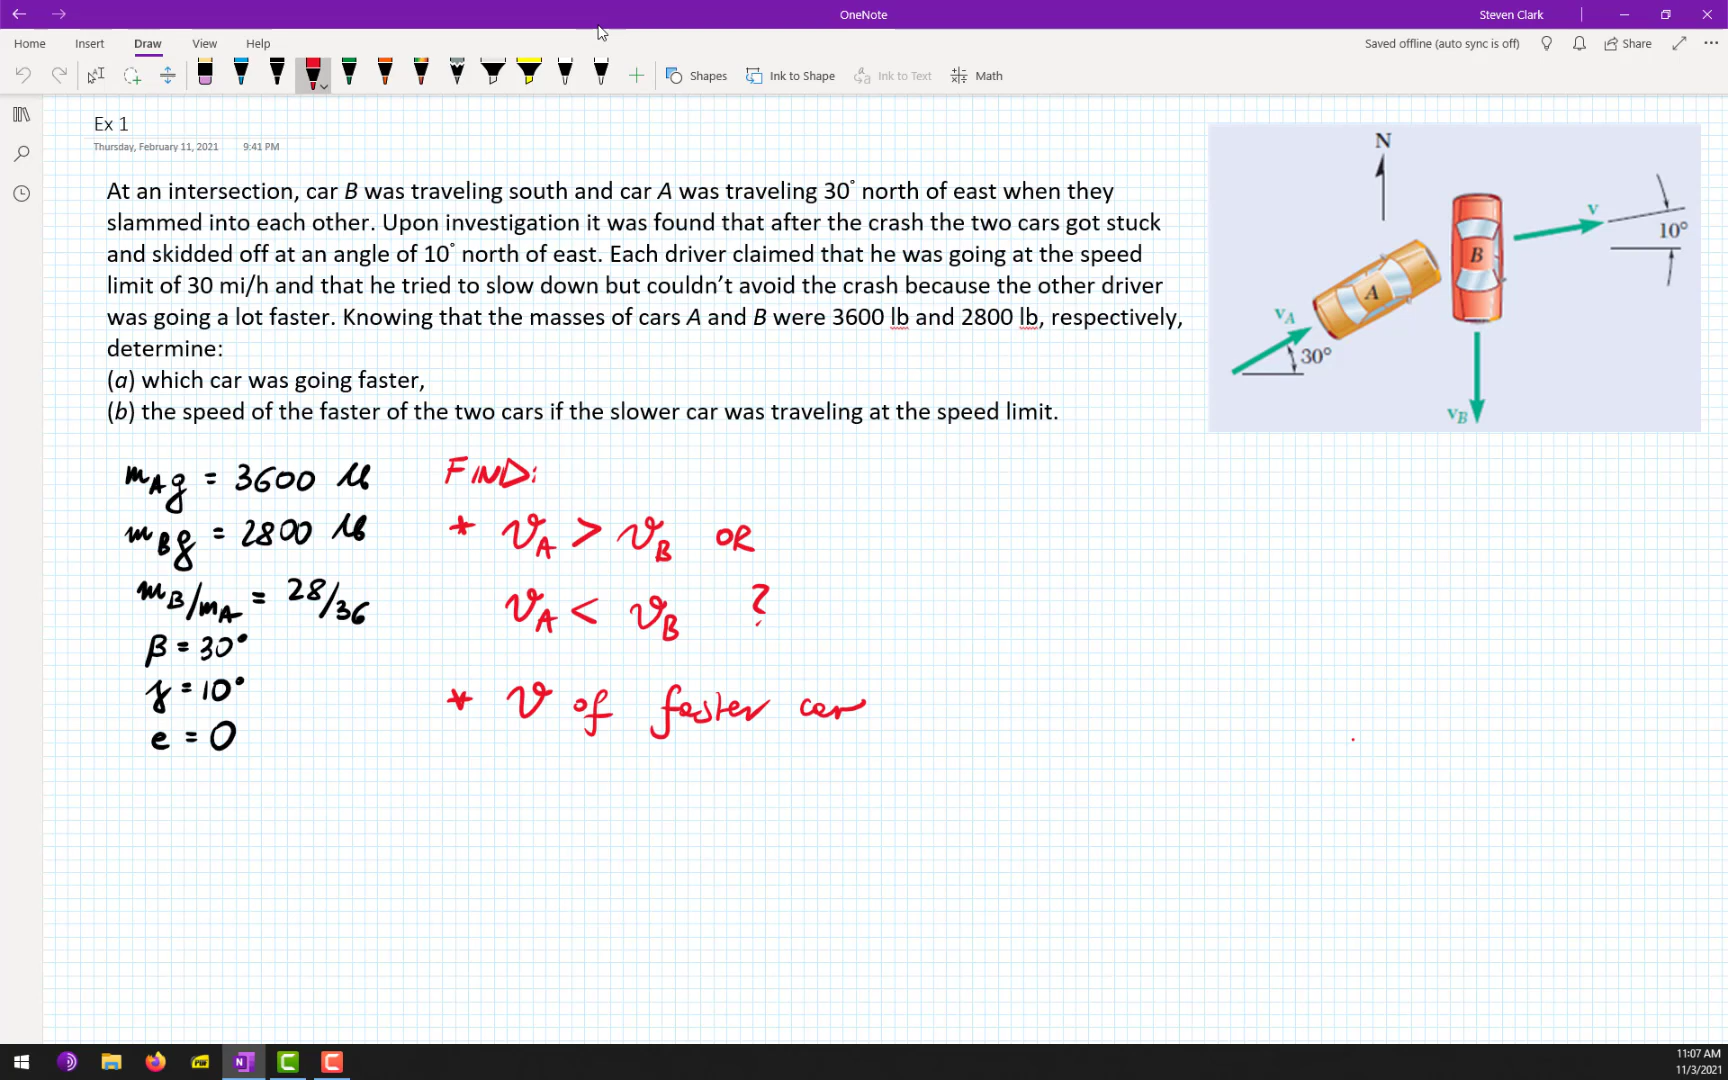 OneNote
Steven Clark
Home Insert Draw View Help
Saved offline (auto sync is off)
Share
Shapes
Ink to Shape
Ink to Text
Math
Ex 1
Thursday, February 11, 2021 9:41 PM
At an intersection, car B was traveling south and car A was traveling 30° north of east when they
slammed into each other. Upon investigation it was found that after the crash the two cars got stuck
and skidded off at an angle of 10° north of east. Each driver claimed that he was going at the speed
limit of 30 mi/h and that he tried to slow down but couldn't avoid the crash because the other driver
was going a lot faster. Knowing that the masses of cars A and B were 3600 lb and 2800 lb, respectively,
determine:
(a) which car was going faster,
(b) the speed of the faster of the two cars if the slower car was traveling at the speed limit.
N
v
10°
B
A
vA
30°
vB
mAg = 3600 lb
mBg = 2800 lb
mB/mA = 28/36
β = 30°
γ = 10°
e = 0
FIND:
* vA > vB OR
vA < vB ?
* v of faster car
N
11:07 AM
11/3/2021